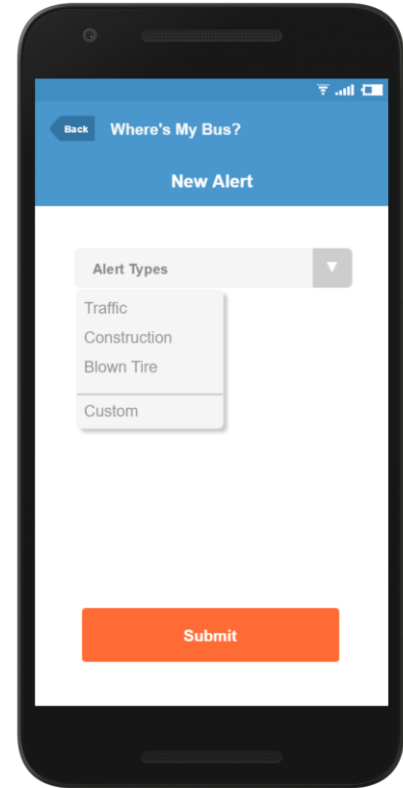 Back Where's My Bus?
New Alert
Alert Types
Traffic
Construction
Blown Tire
Custom
Submit